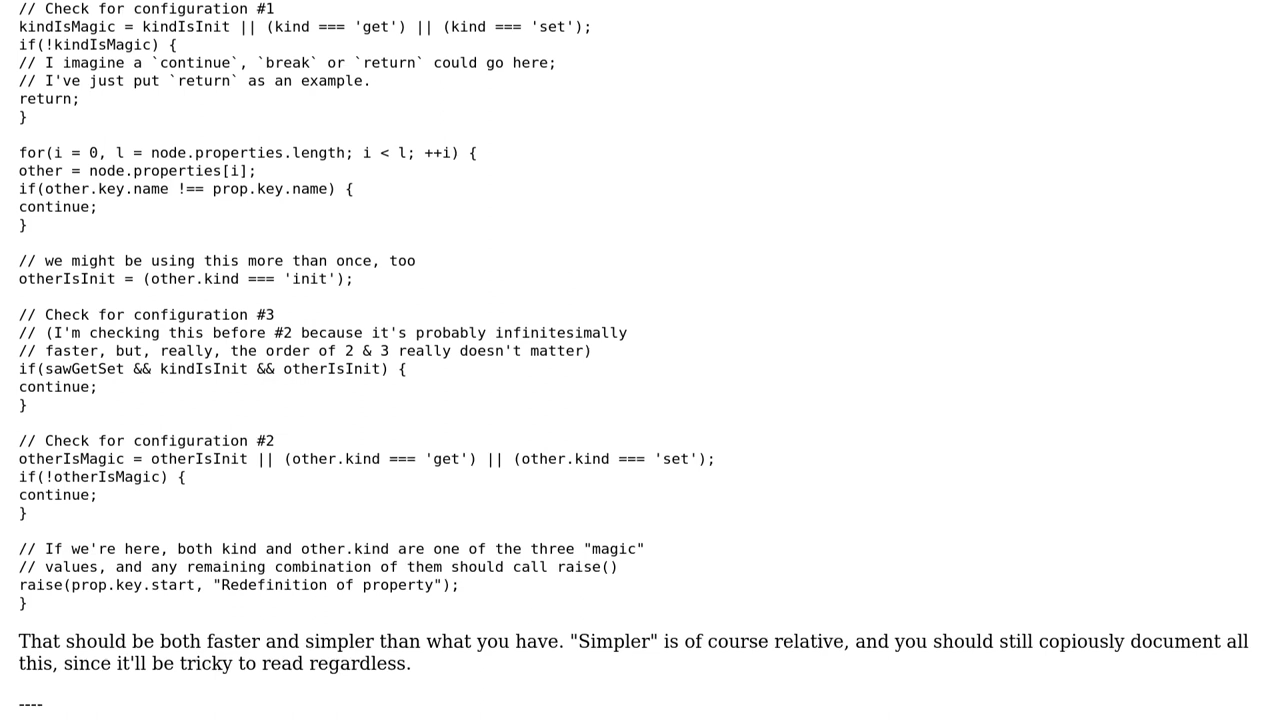 // Check for configuration #1
kindIsMagic = kindIsInit || (kind === 'get') || (kind === 'set');
if(!kindIsMagic) {
// I imagine a `continue`, `break` or `return` could go here;
// I've just put `return` as an example.
return;
}

for(i = 0, l = node.properties.length; i < l; ++i) {
other = node.properties[i];
if(other.key.name !== prop.key.name) {
continue;
}

// we might be using this more than once, too
otherIsInit = (other.kind === 'init');

// Check for configuration #3
// (I'm checking this before #2 because it's probably infinitesimally
// faster, but, really, the order of 2 & 3 really doesn't matter)
if(sawGetSet && kindIsInit && otherIsInit) {
continue;
}

// Check for configuration #2
otherIsMagic = otherIsInit || (other.kind === 'get') || (other.kind === 'set');
if(!otherIsMagic) {
continue;
}

// If we're here, both kind and other.kind are one of the three "magic"
// values, and any remaining combination of them should call raise()
raise(prop.key.start, "Redefinition of property");
}

That should be both faster and simpler than what you have. "Simpler" is of course relative, and you should still copiously document all
this, since it'll be tricky to read regardless.

----